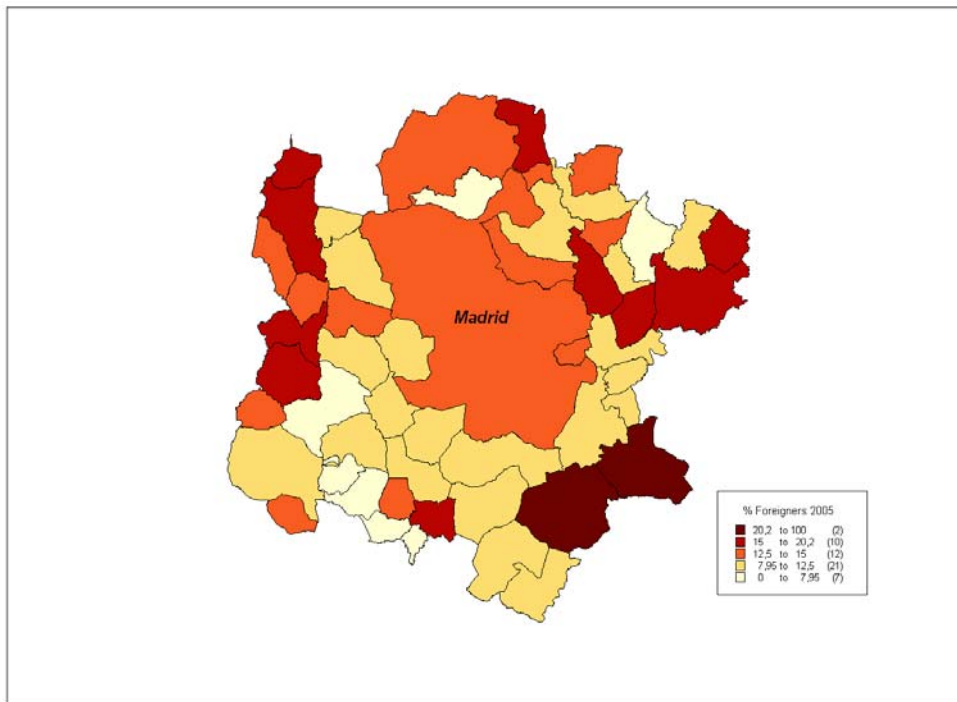 Madrid
% Foreigners 2005
20,2 to 100 (2)
15 to 20,2 (10)
12,5 to 15 (12)
7,95 to 12,5 (21)
0 to 7,95 (7)